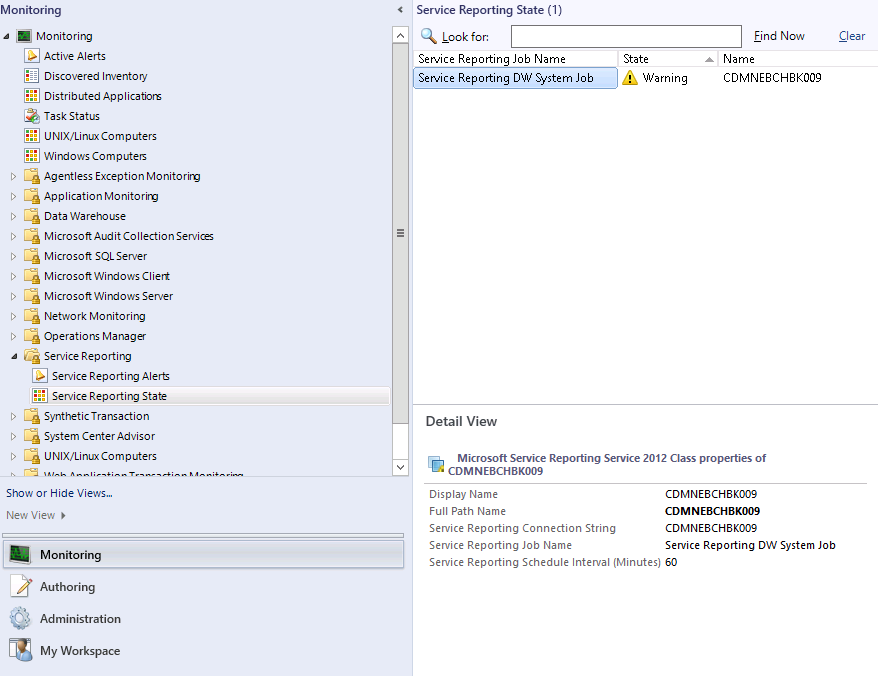 Monitoring
Monitoring
Active Alerts
Discovered Inventory
Distributed Applications
Task Status
UNIX/Linux Computers
Windows Computers
Agentless Exception Monitoring
Application Monitoring
Data Warehouse
Microsoft Audit Collection Services
Microsoft SQL Server
Microsoft Windows Client
Microsoft Windows Server
Network Monitoring
Operations Manager
Service Reporting
Service Reporting Alerts
Service Reporting State
Synthetic Transaction
System Center Advisor
UNIX/Linux Computers
Web Application Transaction Monitoring
Show or Hide Views...
New View
Monitoring
Authoring
Administration
My Workspace
Service Reporting State (1)
Look for: Find Now Clear
Service Reporting Job Name State Name
Service Reporting DW System Job Warning CDMNEBCHBK009
Detail View
Microsoft Service Reporting Service 2012 Class properties of
CDMNEBCHBK009
Display Name CDMNEBCHBK009
Full Path Name CDMNEBCHBK009
Service Reporting Connection String CDMNEBCHBK009
Service Reporting Job Name Service Reporting DW System Job
Service Reporting Schedule Interval (Minutes) 60